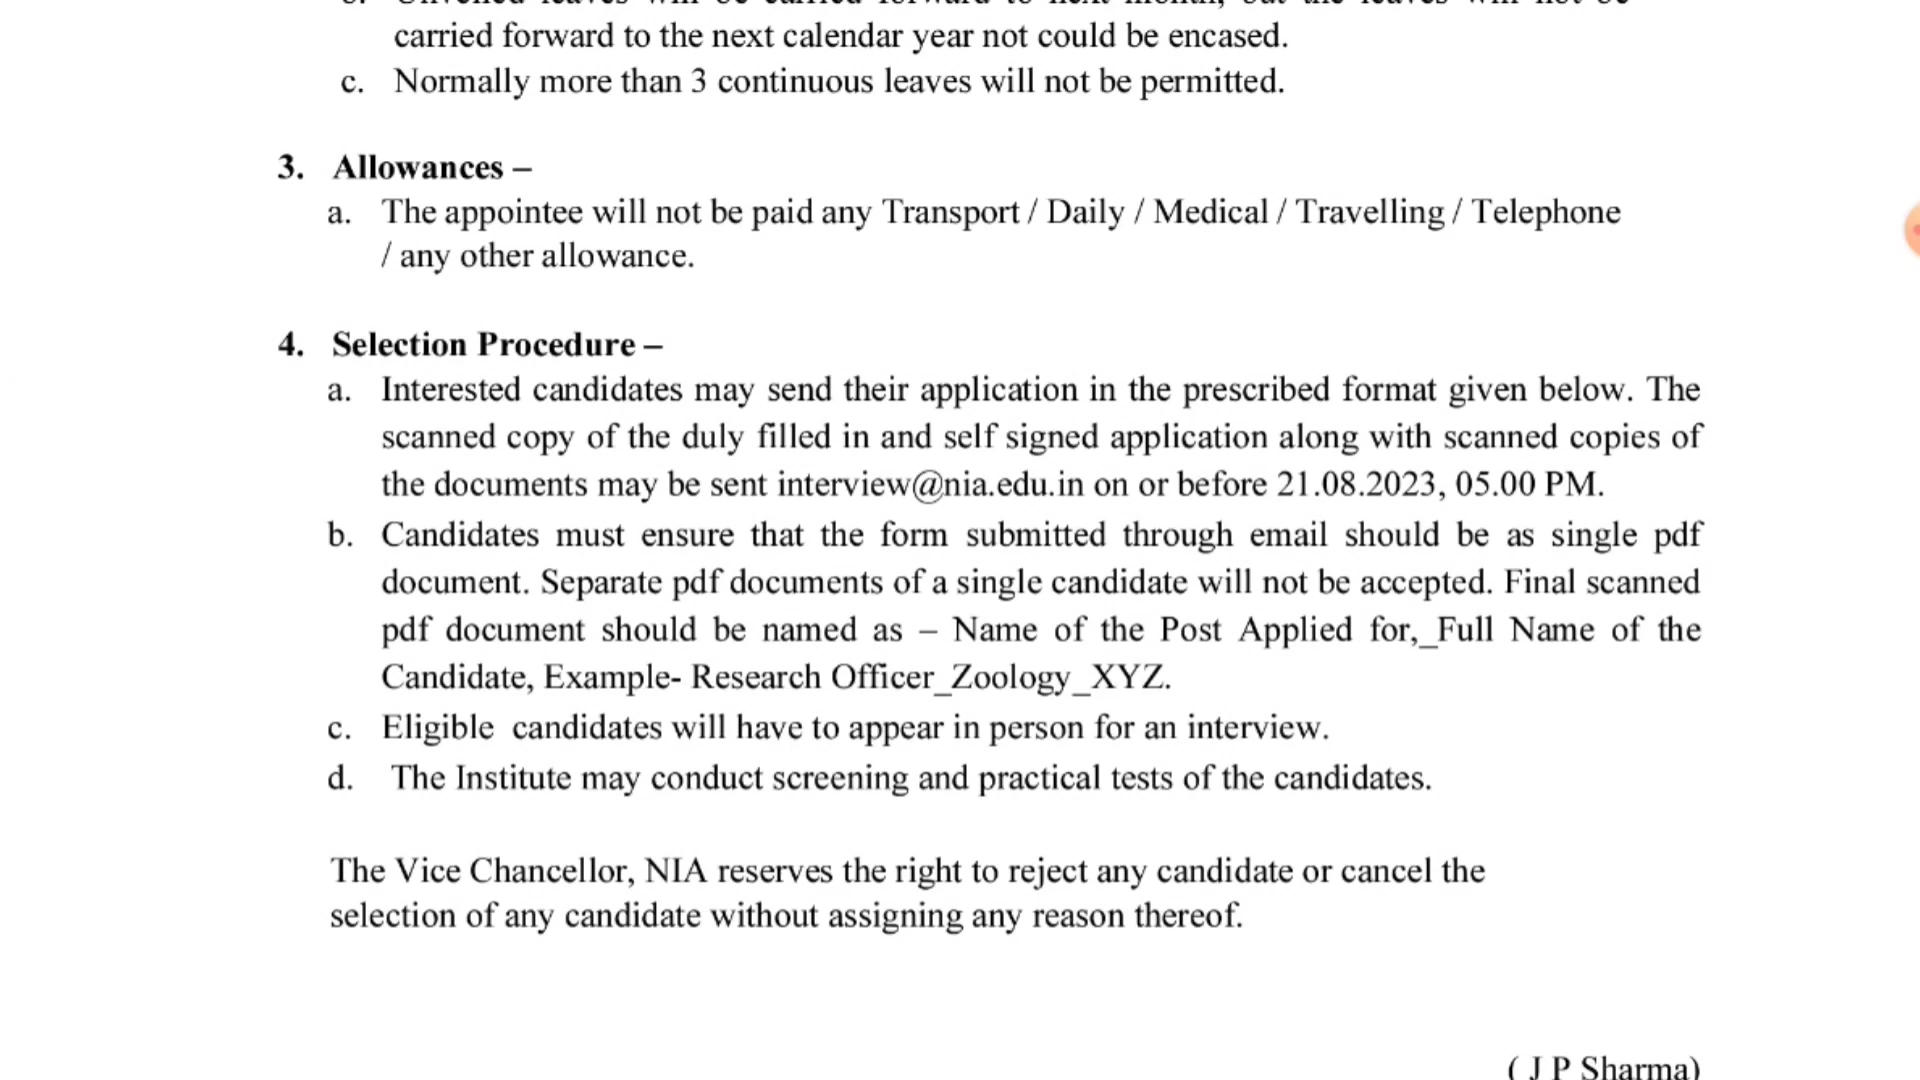 carried forward to the next calendar year not could be encased.
c. Normally more than 3 continuous leaves will not be permitted.
3. Allowances –
a. The appointee will not be paid any Transport / Daily / Medical / Travelling / Telephone
/ any other allowance.
4. Selection Procedure –
a. Interested candidates may send their application in the prescribed format given below. The
scanned copy of the duly filled in and self signed application along with scanned copies of
the documents may be sent interview@nia.edu.in on or before 21.08.2023, 05.00 PM.
b. Candidates must ensure that the form submitted through email should be as single pdf
document. Separate pdf documents of a single candidate will not be accepted. Final scanned
pdf document should be named as – Name of the Post Applied for,_Full Name of the
Candidate, Example- Research Officer_Zoology_XYZ.
c. Eligible candidates will have to appear in person for an interview.
d. The Institute may conduct screening and practical tests of the candidates.
The Vice Chancellor, NIA reserves the right to reject any candidate or cancel the
selection of any candidate without assigning any reason thereof.
( J P Sharma)